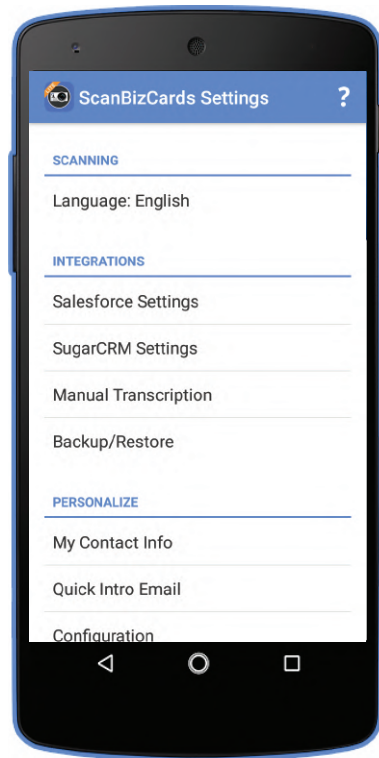 ScanBizCards Settings ?
SCANNING
Language: English
INTEGRATIONS
Salesforce Settings
SugarCRM Settings
Manual Transcription
Backup/Restore
PERSONALIZE
My Contact Info
Quick Intro Email
Configuration